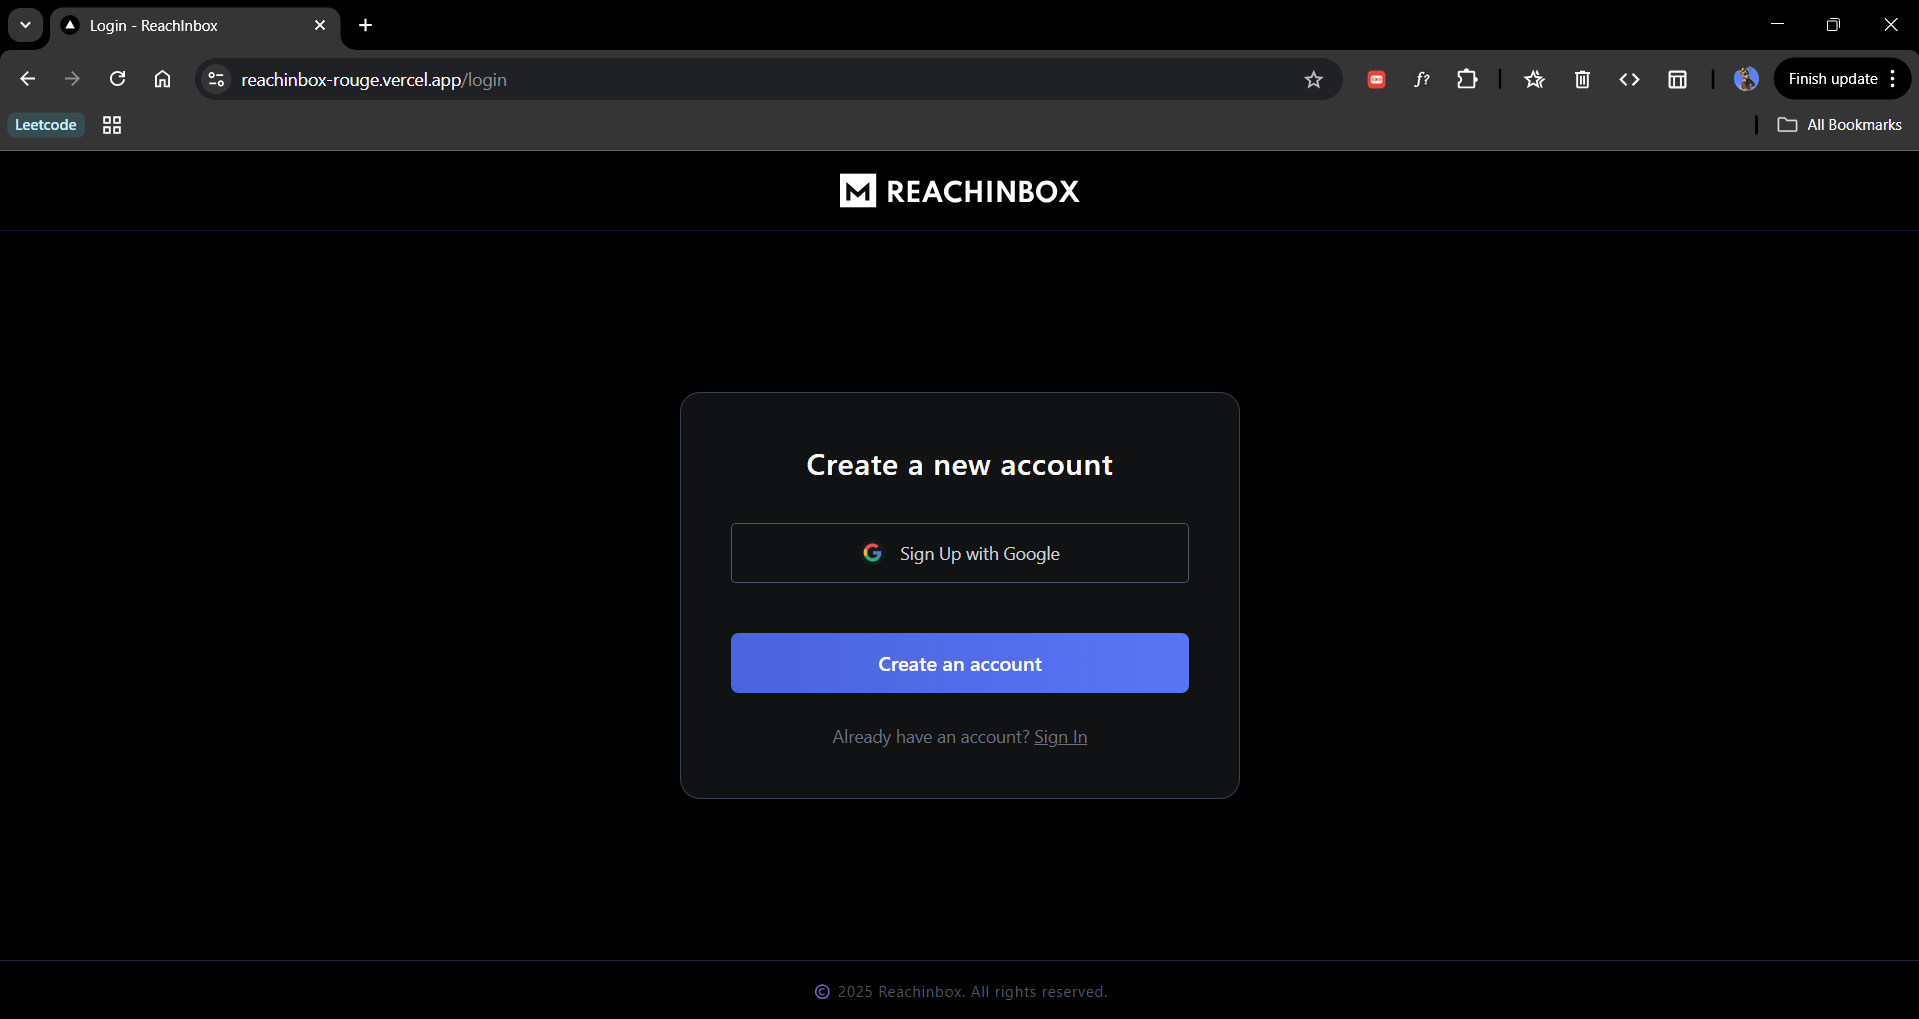 Login - ReachInbox
reachinbox-rouge.vercel.app/login
f?
Finish update
Leetcode
All Bookmarks
REACHINBOX
Create a new account
Sign Up with Google
Create an account
Already have an account? Sign In
© 2025 Reachinbox. All rights reserved.